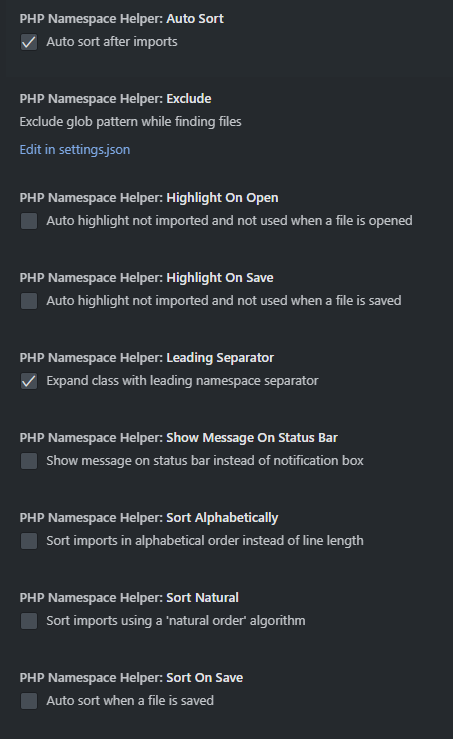 PHP Namespace Helper: Auto Sort
Auto sort after imports
PHP Namespace Helper: Exclude
Exclude glob pattern while finding files
Edit in settings.json
PHP Namespace Helper: Highlight On Open
Auto highlight not imported and not used when a file is opened
PHP Namespace Helper: Highlight On Save
Auto highlight not imported and not used when a file is saved
PHP Namespace Helper: Leading Separator
Expand class with leading namespace separator
PHP Namespace Helper: Show Message On Status Bar
Show message on status bar instead of notification box
PHP Namespace Helper: Sort Alphabetically
Sort imports in alphabetical order instead of line length
PHP Namespace Helper: Sort Natural
Sort imports using a 'natural order' algorithm
PHP Namespace Helper: Sort On Save
Auto sort when a file is saved